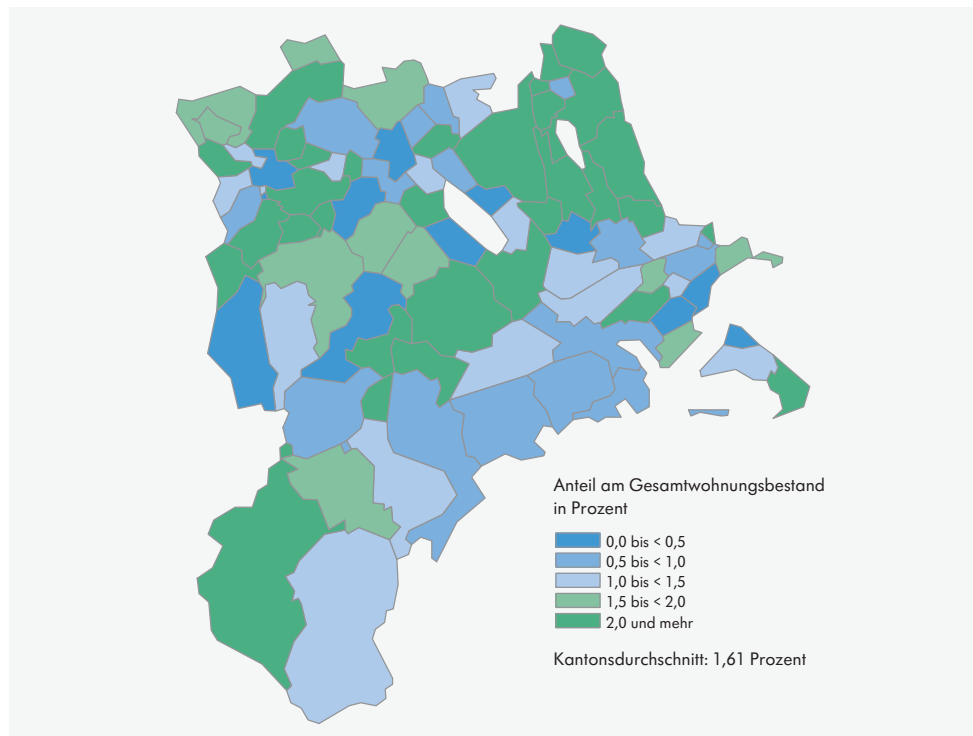 Anteil am Gesamtwohnungsbestand
in Prozent
0,0 bis < 0,5
0,5 bis < 1,0
1,0 bis < 1,5
1,5 bis < 2,0
2,0 und mehr
Kantonsdurchschnitt: 1,61 Prozent